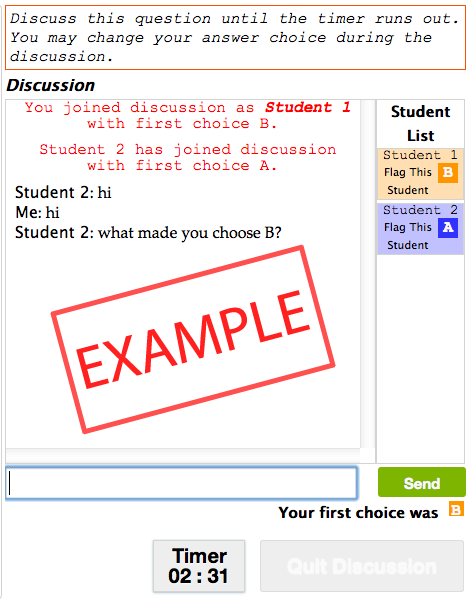 Discuss this question until the timer runs out.
You may change your answer choice during the
discussion.
Discussion
You joined discussion as Student 1
with first choice B.
Student 2 has joined discussion
with first choice A.
Student 2: hi
Me: hi
Student 2: what made you choose B?
EXAMPLE
Student
List
Student 1
Flag This B
Student
Student 2
Flag This A
Student
Send
Your first choice was B
Timer
02 : 31
Quit Discussion